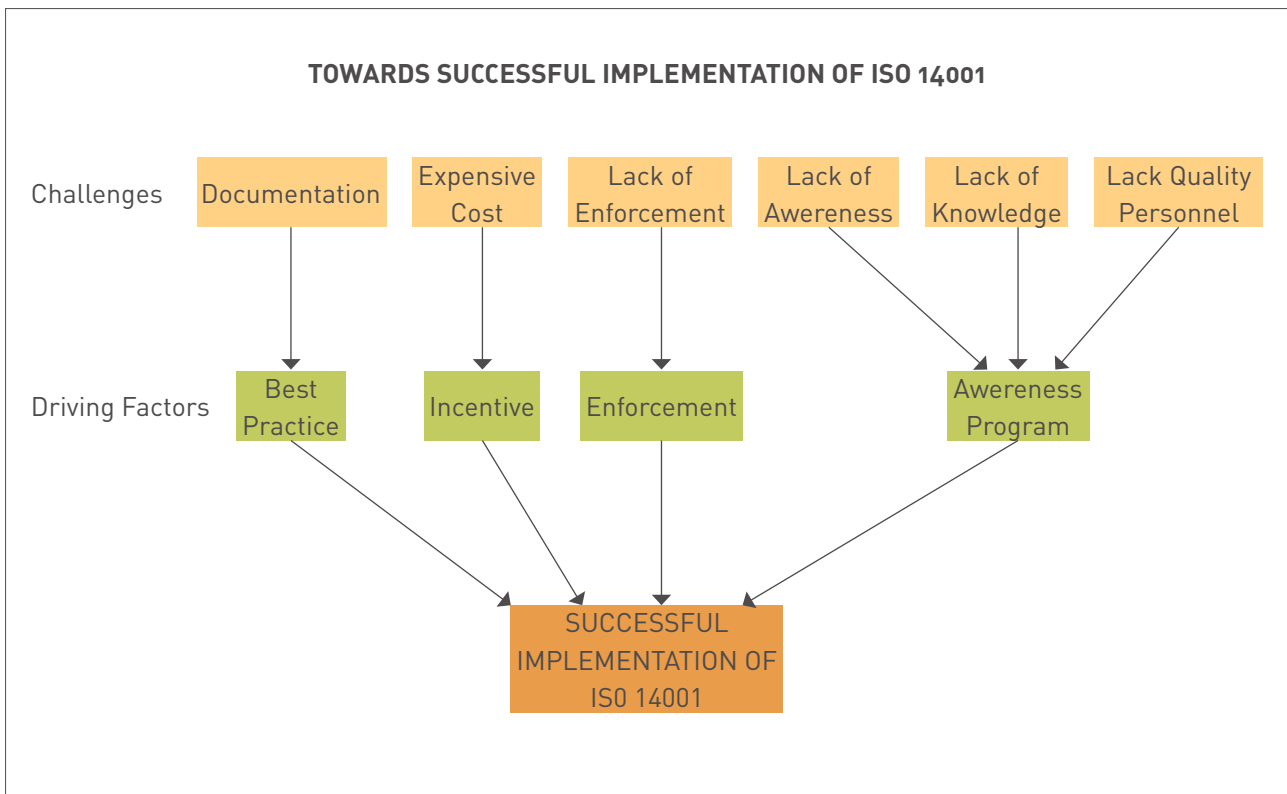 TOWARDS SUCCESSFUL IMPLEMENTATION OF ISO 14001
Challenges
Documentation
Expensive
Cost
Lack of
Enforcement
Lack of
Awereness
Lack of
Knowledge
Lack Quality
Personnel
Driving Factors
Best
Practice
Incentive
Enforcement
Awereness
Program
SUCCESSFUL
IMPLEMENTATION OF
IS0 14001